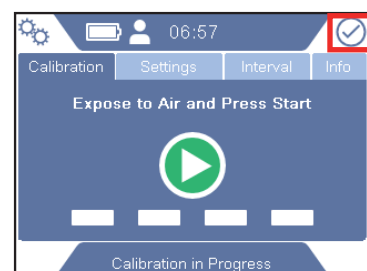 06:57
Calibration Settings Interval Info
Expose to Air and Press Start
Calibration in Progress